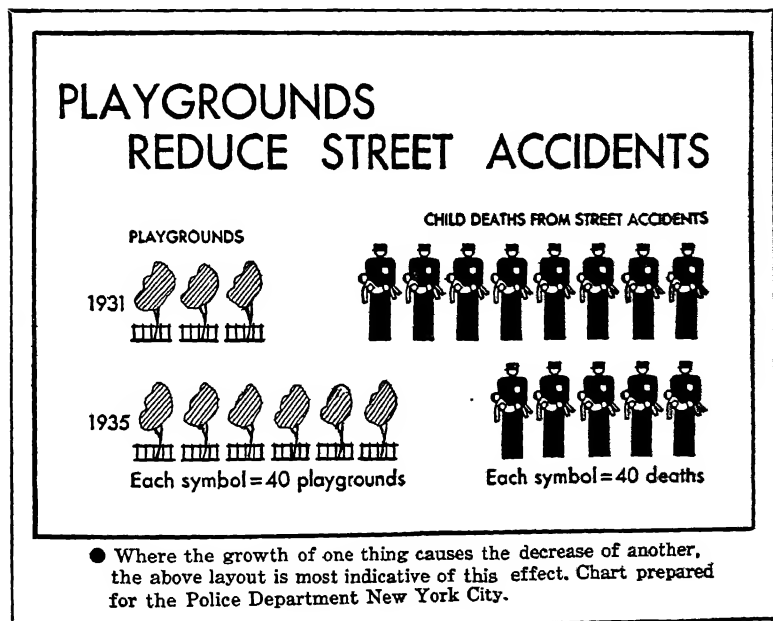 PLAYGROUNDS
REDUCE STREET ACCIDENTS
PLAYGROUNDS
CHILD DEATHS FROM STREET ACCIDENTS
1931
1935
Each symbol=40 playgrounds
Each symbol=40 deaths
● Where the growth of one thing causes the decrease of another,
the above layout is most indicative of this effect. Chart prepared
for the Police Department New York City.